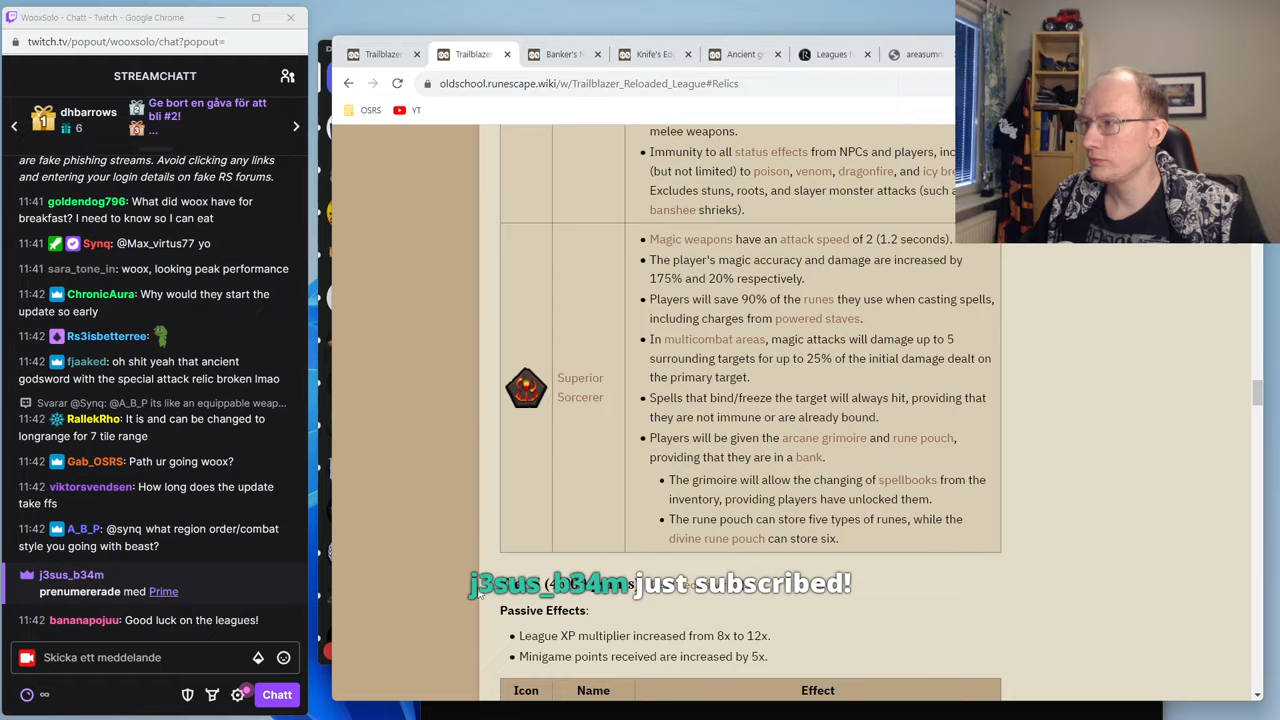 WooxSolo - Chatt - Twitch - Google Chrome
twitch.tv/popout/wooxsolo/chat?popout=
STREAMCHATT
1 dhbarrows
6
2 Ge bort en gåva för att
bli #2!
3 ...
are fake phishing streams. Avoid clicking any links
and entering your login details on fake RS forums.
11:41 goldendog796: What did woox have for
breakfast? I need to know so I can eat
11:41 Synq: @Max_virtus77 yo
11:41 sara_tone_in: woox, looking peak performance
11:42 ChronicAura: Why would they start the
update so early
11:42 Rs3isbetterree:
11:42 fjaaked: oh shit yeah that ancient
godsword with the special attack relic broken lmao
Svarar @Synq: @A_B_P its like an equippable weap...
11:42 RallekRho: It is and can be changed to
longrange for 7 tile range
11:42 Gab_OSRS: Path ur going woox?
11:42 viktorsvendsen: How long does the update
take ffs
11:42 A_B_P: @synq what region order/combat
style you going with beast?
j3sus_b34m
prenumererade med Prime
11:42 bananapojuu: Good luck on the leagues!
Skicka ett meddelande
Chatt
Trailblazer
Trailblazer
Banker's N
Knife's Ed
Ancient g
Leagues I
areasumm
oldschool.runescape.wiki/w/Trailblazer_Reloaded_League#Relics
OSRS
YT
melee weapons.
• Immunity to all status effects from NPCs and players, inc
(but not limited to) poison, venom, dragonfire, and icy bre
Excludes stuns, roots, and slayer monster attacks (such a
banshee shrieks).
Superior
Sorcerer
• Magic weapons have an attack speed of 2 (1.2 seconds).
• The player's magic accuracy and damage are increased by
175% and 20% respectively.
• Players will save 90% of the runes they use when casting spells,
including charges from powered staves.
• In multicombat areas, magic attacks will damage up to 5
surrounding targets for up to 25% of the initial damage dealt on
the primary target.
• Spells that bind/freeze the target will always hit, providing that
they are not immune or are already bound.
• Players will be given the arcane grimoire and rune pouch,
providing that they are in a bank.
• The grimoire will allow the changing of spellbooks from the
inventory, providing players have unlocked them.
• The rune pouch can store five types of runes, while the
divine rune pouch can store six.
j3sus_b34m just subscribed!
Passive Effects:
• League XP multiplier increased from 8x to 12x.
• Minigame points received are increased by 5x.
Icon
Name
Effect